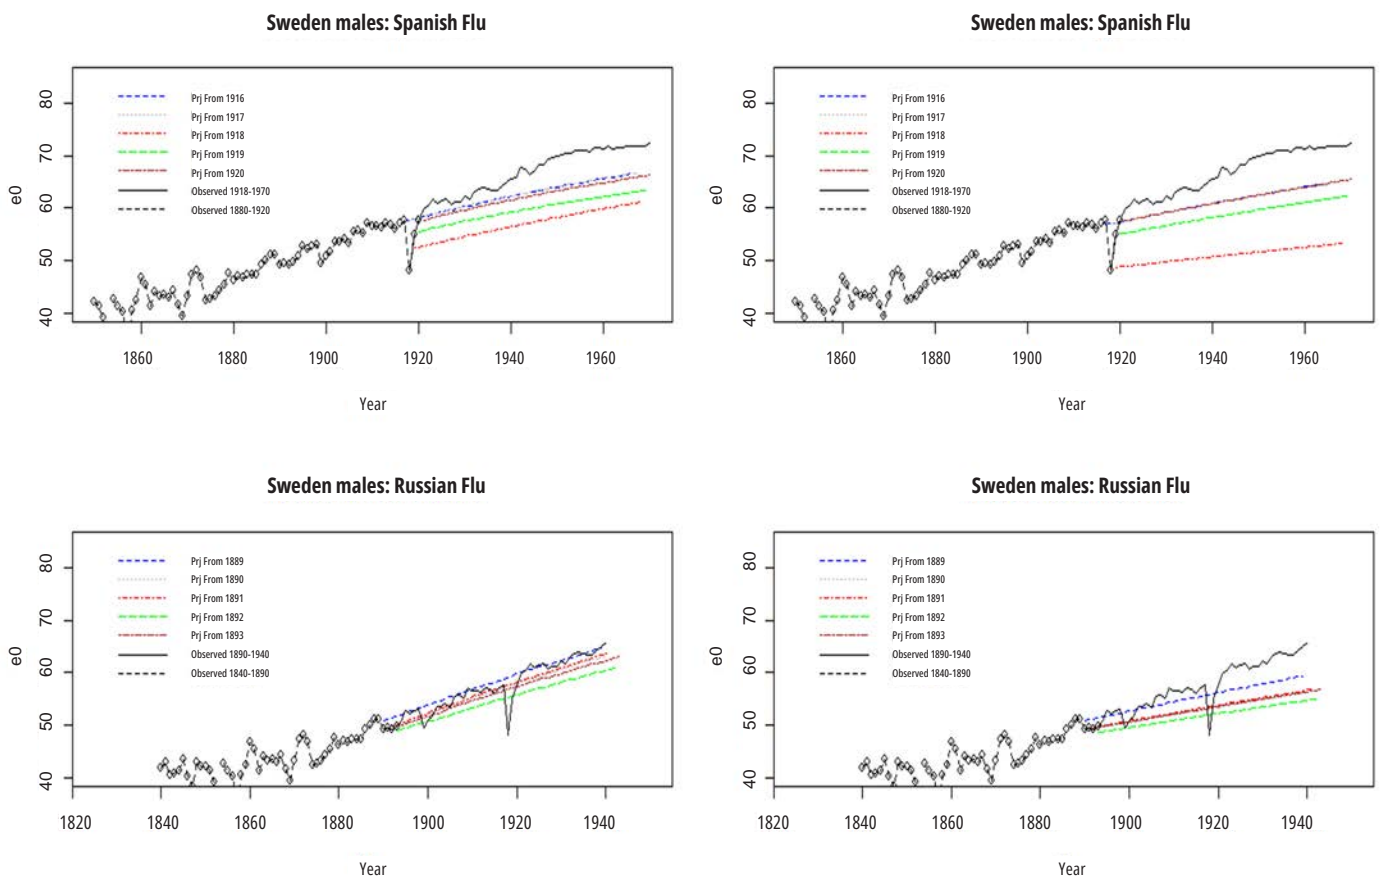 Sweden males: Spanish Flu
80
70
60
50
40
e0
Prj From 1916
Prj From 1917
Prj From 1918
Prj From 1919
Prj From 1920
Observed 1918-1970
Observed 1880-1920
1860 1880 1900 1920 1940 1960
Year
Sweden males: Spanish Flu
80
70
60
50
40
e0
Prj From 1916
Prj From 1917
Prj From 1918
Prj From 1919
Prj From 1920
Observed 1918-1970
Observed 1880-1920
1860 1880 1900 1920 1940 1960
Year
Sweden males: Russian Flu
80
70
60
50
40
e0
Prj From 1889
Prj From 1890
Prj From 1891
Prj From 1892
Prj From 1893
Observed 1890-1940
Observed 1840-1890
1820 1840 1860 1880 1900 1920 1940
Year
Sweden males: Russian Flu
80
70
60
50
40
e0
Prj From 1889
Prj From 1890
Prj From 1891
Prj From 1892
Prj From 1893
Observed 1890-1940
Observed 1840-1890
1820 1840 1860 1880 1900 1920 1940
Year